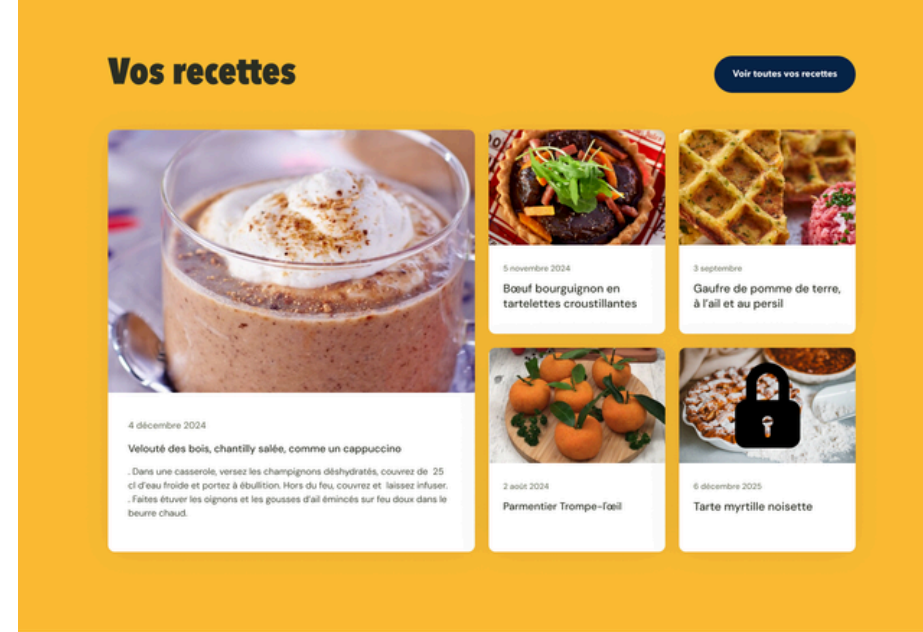 Vos recettes
Voir toutes vos recettes
4 décembre 2024
Velouté des bois, chantilly salée, comme un cappuccino
. Dans une casserole, versez les champignons déshydratés, couvrez de 25
cl d'eau froide et portez à ébullition. Hors du feu, couvrez et laissez infuser.
. Faites étuver les oignons et les gousses d'ail émincés sur feu doux dans le
beurre chaud.
5 novembre 2024
Bœuf bourguignon en
tartelettes croustillantes
3 septembre
Gaufre de pomme de terre,
à l'ail et au persil
2 août 2024
Parmentier Trompe-l'œil
6 décembre 2025
Tarte myrtille noisette